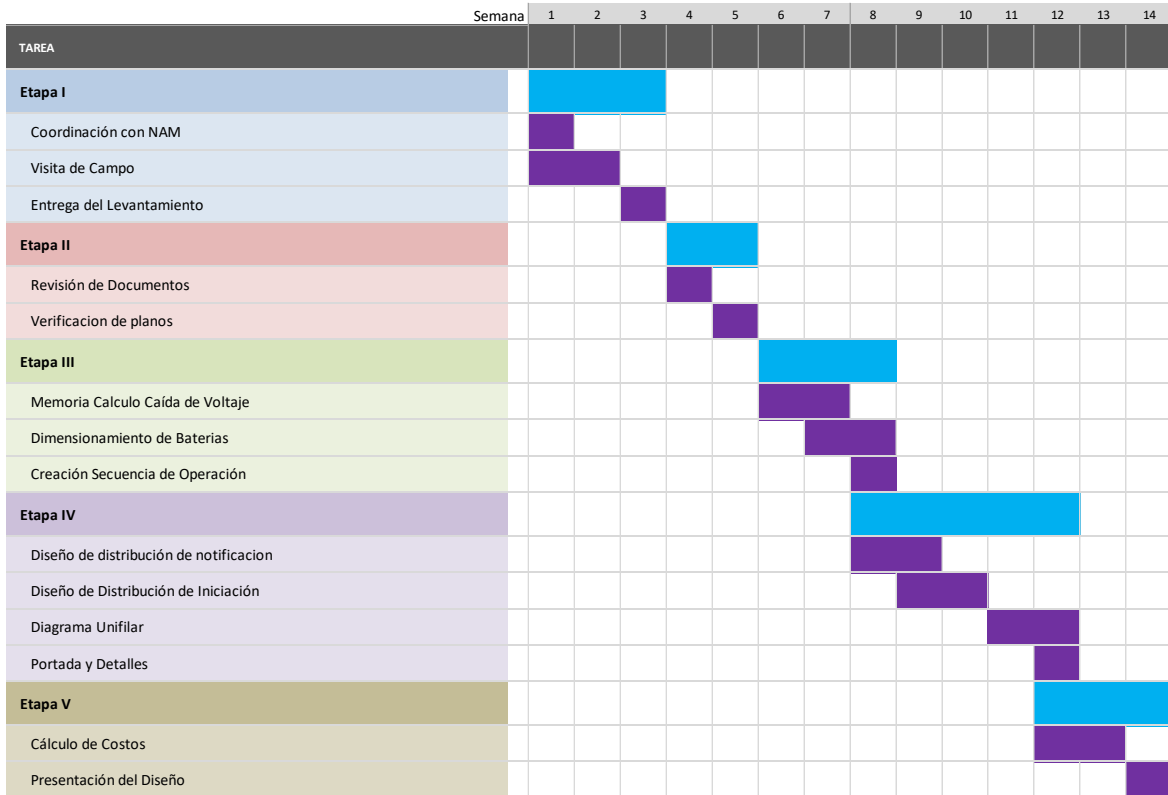 Semana 1 2 3 4 5 6 7 8 9 10 11 12 13 14
TAREA
Etapa I
Coordinación con NAM
Visita de Campo
Entrega del Levantamiento
Etapa II
Revisión de Documentos
Verificacion de planos
Etapa III
Memoria Calculo Caída de Voltaje
Dimensionamiento de Baterias
Creación Secuencia de Operación
Etapa IV
Diseño de distribución de notificacion
Diseño de Distribución de Iniciación
Diagrama Unifilar
Portada y Detalles
Etapa V
Cálculo de Costos
Presentación del Diseño